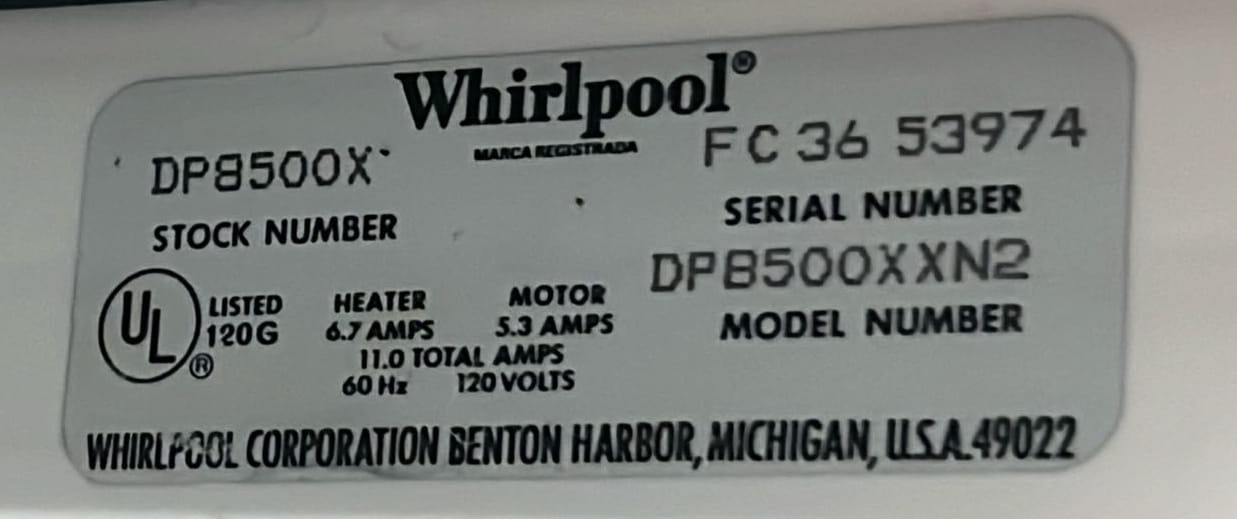 Whirlpool®
MARCA REGISTRADA
DP8500X
STOCK NUMBER
FC 36 53974
SERIAL NUMBER
DP8500XXN2
MODEL NUMBER
UL® LISTED 120G
HEATER 6.7 AMPS
MOTOR 5.3 AMPS
11.0 TOTAL AMPS
60 Hz 120 VOLTS
WHIRLPOOL CORPORATION BENTON HARBOR, MICHIGAN, U.S.A. 49022